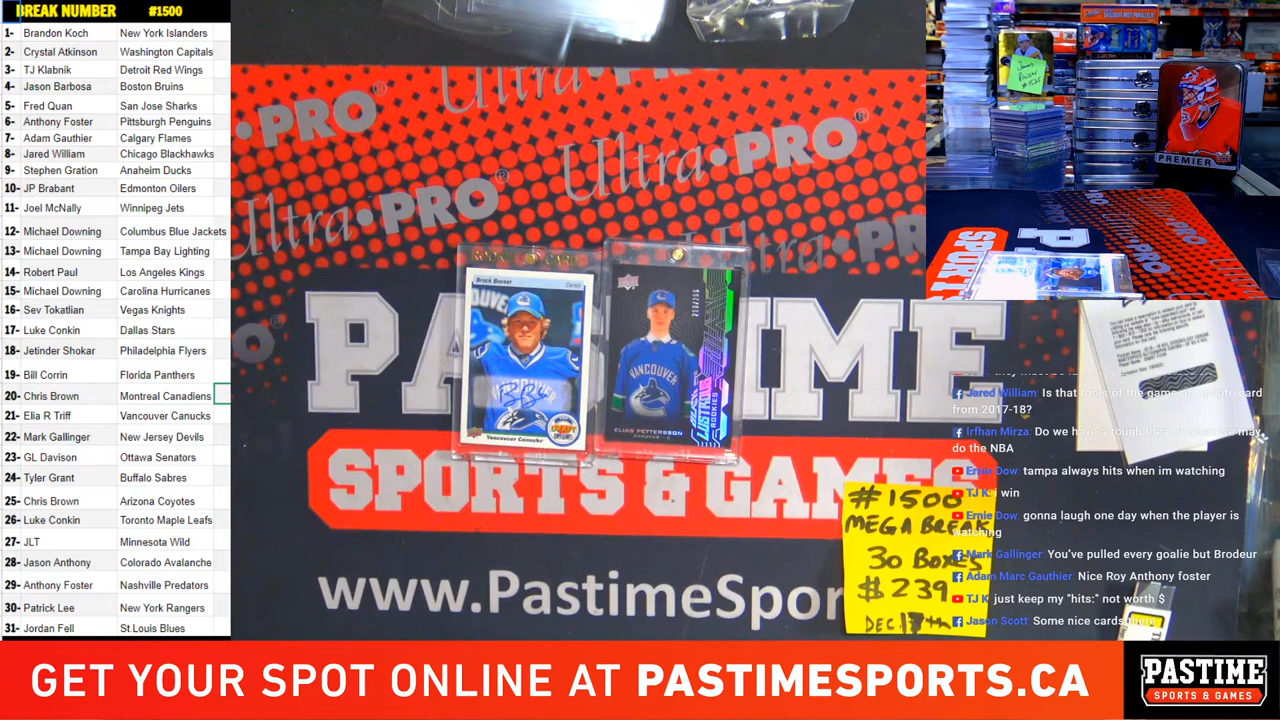 BREAK NUMBER #1500
1- Brandon Koch New York Islanders
2- Crystal Atkinson Washington Capitals
3- TJ Klabnik Detroit Red Wings
4- Jason Barbosa Boston Bruins
5- Fred Quan San Jose Sharks
6- Anthony Foster Pittsburgh Penguins
7- Adam Gauthier Calgary Flames
8- Jared William Chicago Blackhawks
9- Stephen Gration Anaheim Ducks
10- JP Brabant Edmonton Oilers
11- Joel McNally Winnipeg Jets
12- Michael Downing Columbus Blue Jackets
13- Michael Downing Tampa Bay Lighting
14- Robert Paul Los Angeles Kings
15- Michael Downing Carolina Hurricanes
16- Sev Tokatlian Vegas Knights
17- Luke Conkin Dallas Stars
18- Jetinder Shokar Philadelphia Flyers
19- Bill Corrin Florida Panthers
20- Chris Brown Montreal Canadiens
21- Elia R Triff Vancouver Canucks
22- Mark Gallinger New Jersey Devils
23- GL Davison Ottawa Senators
24- Tyler Grant Buffalo Sabres
25- Chris Brown Arizona Coyotes
26- Luke Conkin Toronto Maple Leafs
27- JLT Minnesota Wild
28- Jason Anthony Colorado Avalanche
29- Anthony Foster Nashville Predators
30- Patrick Lee New York Rangers
31- Jordan Fell St Louis Blues
Ultra PRO
Ultra PRO
Ultra PRO
Brock Boeser Center
Vancouver Canucks
VANCOUVER
ELIAS PETTERSSON
ROOKIES
SPORTS & GAMES
www.PastimeSpor
#1500
MEGA BREAK
30 BOXES
$239
DEC. 17th
PREMIER
Jared William: Is that
from 2017-18?
Irfhan Mirza: Do we
do the NBA
Ernie Dow: tampa always hits when im watching
TJ K: i win
Ernie Dow: gonna laugh one day when the player is
watching
Mark Gallinger: You've pulled every goalie but Brodeur
Adam Marc Gauthier: Nice Roy Anthony foster
TJ K: just keep my "hits:" not worth $
Jason Scott: Some nice cards there
GET YOUR SPOT ONLINE AT PASTIMESPORTS.CA
PASTIME
SPORTS & GAMES